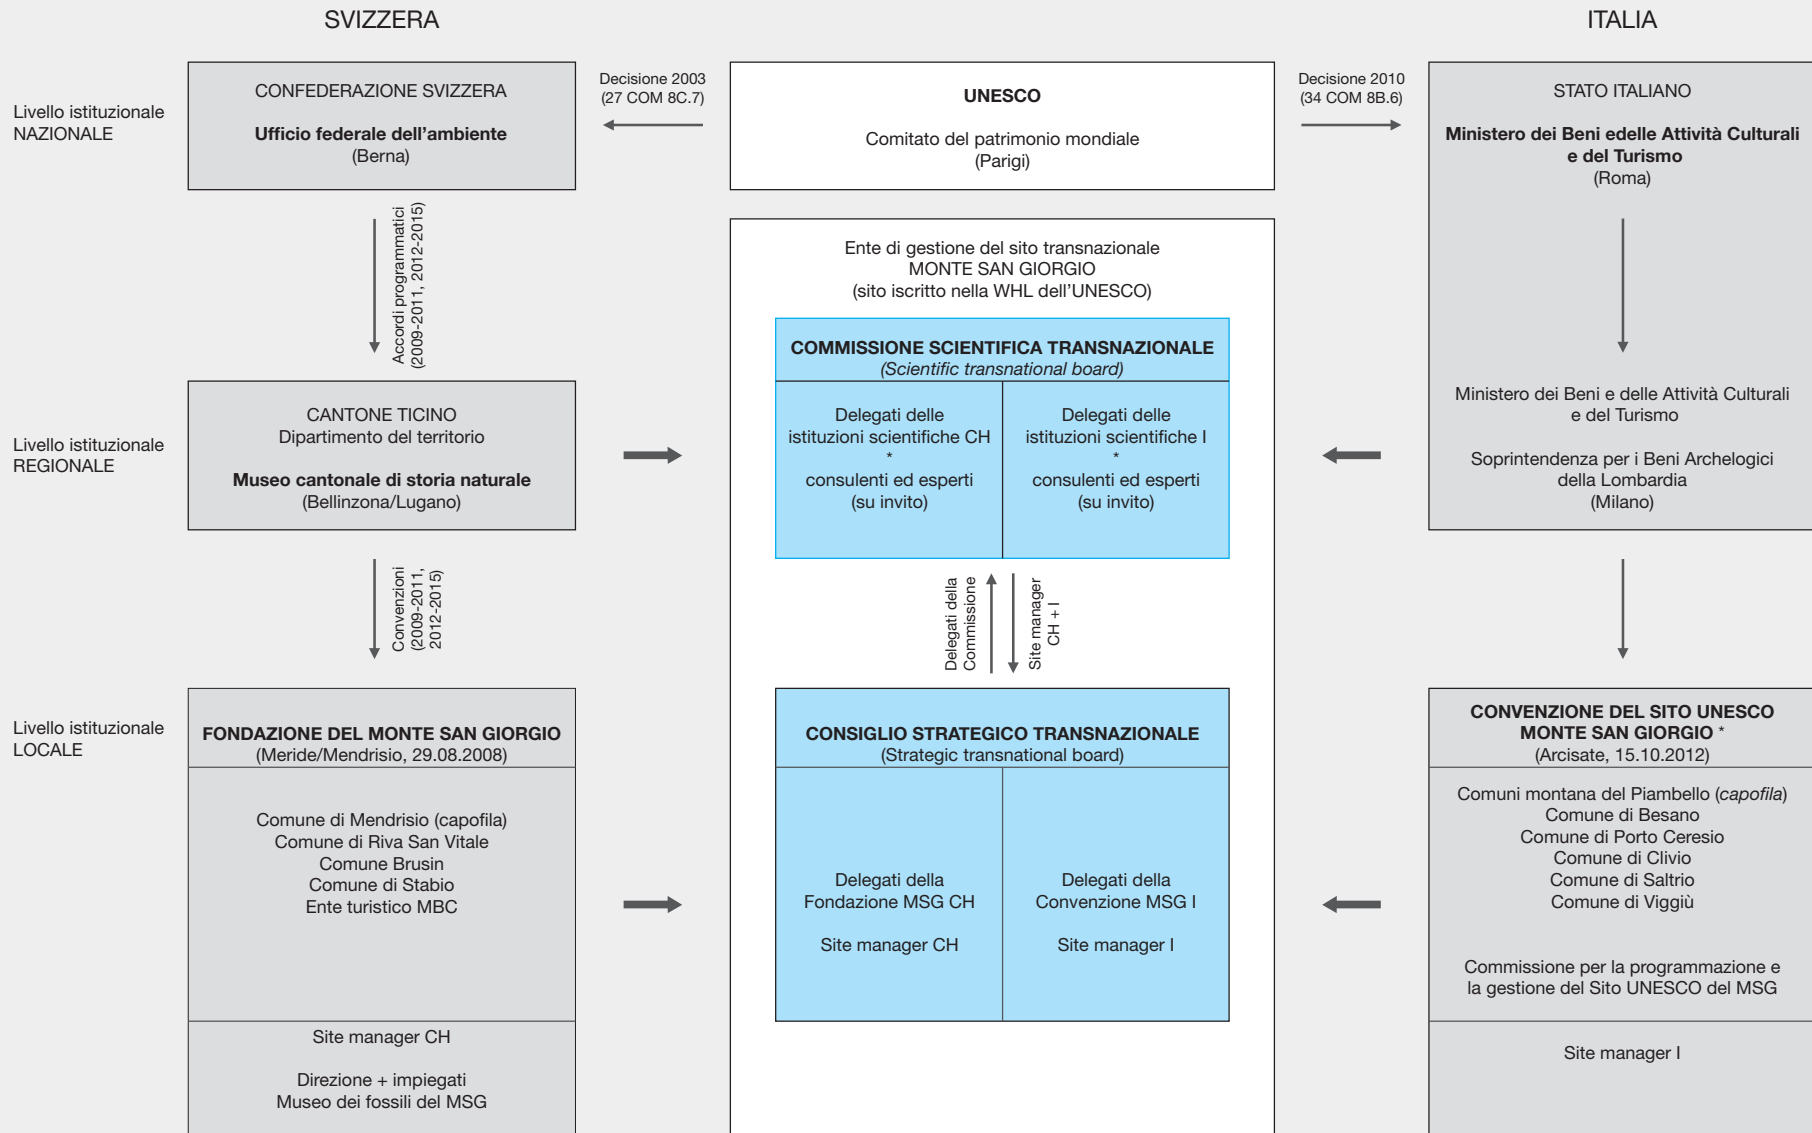 SVIZZERA
ITALIA
Livello istituzionale
NAZIONALE
CONFEDERAZIONE SVIZZERA
Ufficio federale dell'ambiente
(Berna)
Decisione 2003
(27 COM 8C.7)
UNESCO
Comitato del patrimonio mondiale
(Parigi)
Decisione 2010
(34 COM 8B.6)
STATO ITALIANO
Ministero dei Beni edelle Attività Culturali
e del Turismo
(Roma)
Accordi programmatici
(2009-2011, 2012-2015)
Ente di gestione del sito transnazionale
MONTE SAN GIORGIO
(sito iscritto nella WHL dell'UNESCO)
COMMISSIONE SCIENTIFICA TRANSNAZIONALE
(Scientific transnational board)
Livello istituzionale
REGIONALE
CANTONE TICINO
Dipartimento del territorio
Museo cantonale di storia naturale
(Bellinzona/Lugano)
Delegati delle
istituzioni scientifiche CH
*
consulenti ed esperti
(su invito)
Delegati delle
istituzioni scientifiche I
*
consulenti ed esperti
(su invito)
Ministero dei Beni e delle Attività Culturali
e del Turismo
Soprintendenza per i Beni Archelogici
della Lombardia
(Milano)
Convenzioni
(2009-2011,
2012-2015)
Delegati della
Commissione
Site manager
CH + I
Livello istituzionale
LOCALE
FONDAZIONE DEL MONTE SAN GIORGIO
(Meride/Mendrisio, 29.08.2008)
Comune di Mendrisio (capofila)
Comune di Riva San Vitale
Comune Brusin
Comune di Stabio
Ente turistico MBC
Site manager CH
Direzione + impiegati
Museo dei fossili del MSG
CONSIGLIO STRATEGICO TRANSNAZIONALE
(Strategic transnational board)
Delegati della
Fondazione MSG CH
Site manager CH
Delegati della
Convenzione MSG I
Site manager I
CONVENZIONE DEL SITO UNESCO
MONTE SAN GIORGIO *
(Arcisate, 15.10.2012)
Comuni montana del Piambello (capofila)
Comune di Besano
Comune di Porto Ceresio
Comune di Clivio
Comune di Saltrio
Comune di Viggiù
Commissione per la programmazione e
la gestione del Sito UNESCO del MSG
Site manager I